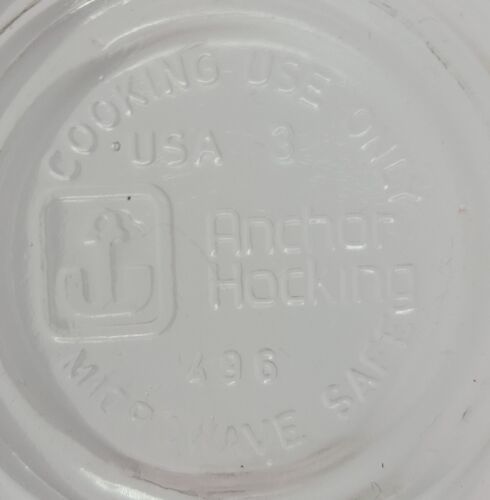 COOKING USE ONLY
USA 3
Anchor
Hocking
496
MICROWAVE SAFE